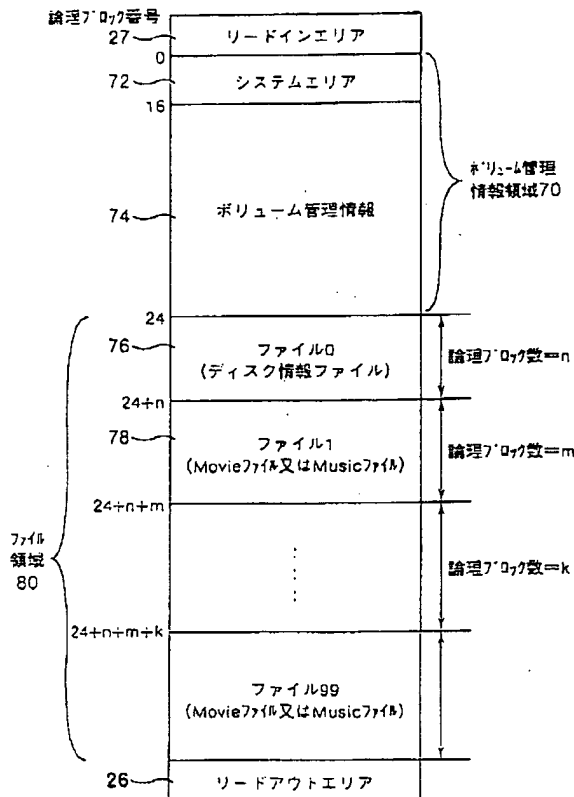 論理ブロック番号
27
リードインエリア
0
72
システムエリア
16
ボリューム管理
情報領域70
74
ボリューム管理情報
24
76
ファイル0
(ディスク情報ファイル)
論理ブロック数=n
24+n
78
ファイル1
(Movieファイル又はMusicファイル)
論理ブロック数=m
24+n+m
ファイル
領域
80
論理ブロック数=k
24+n+m+k
ファイル99
(Movieファイル又はMusicファイル)
26
リードアウトエリア